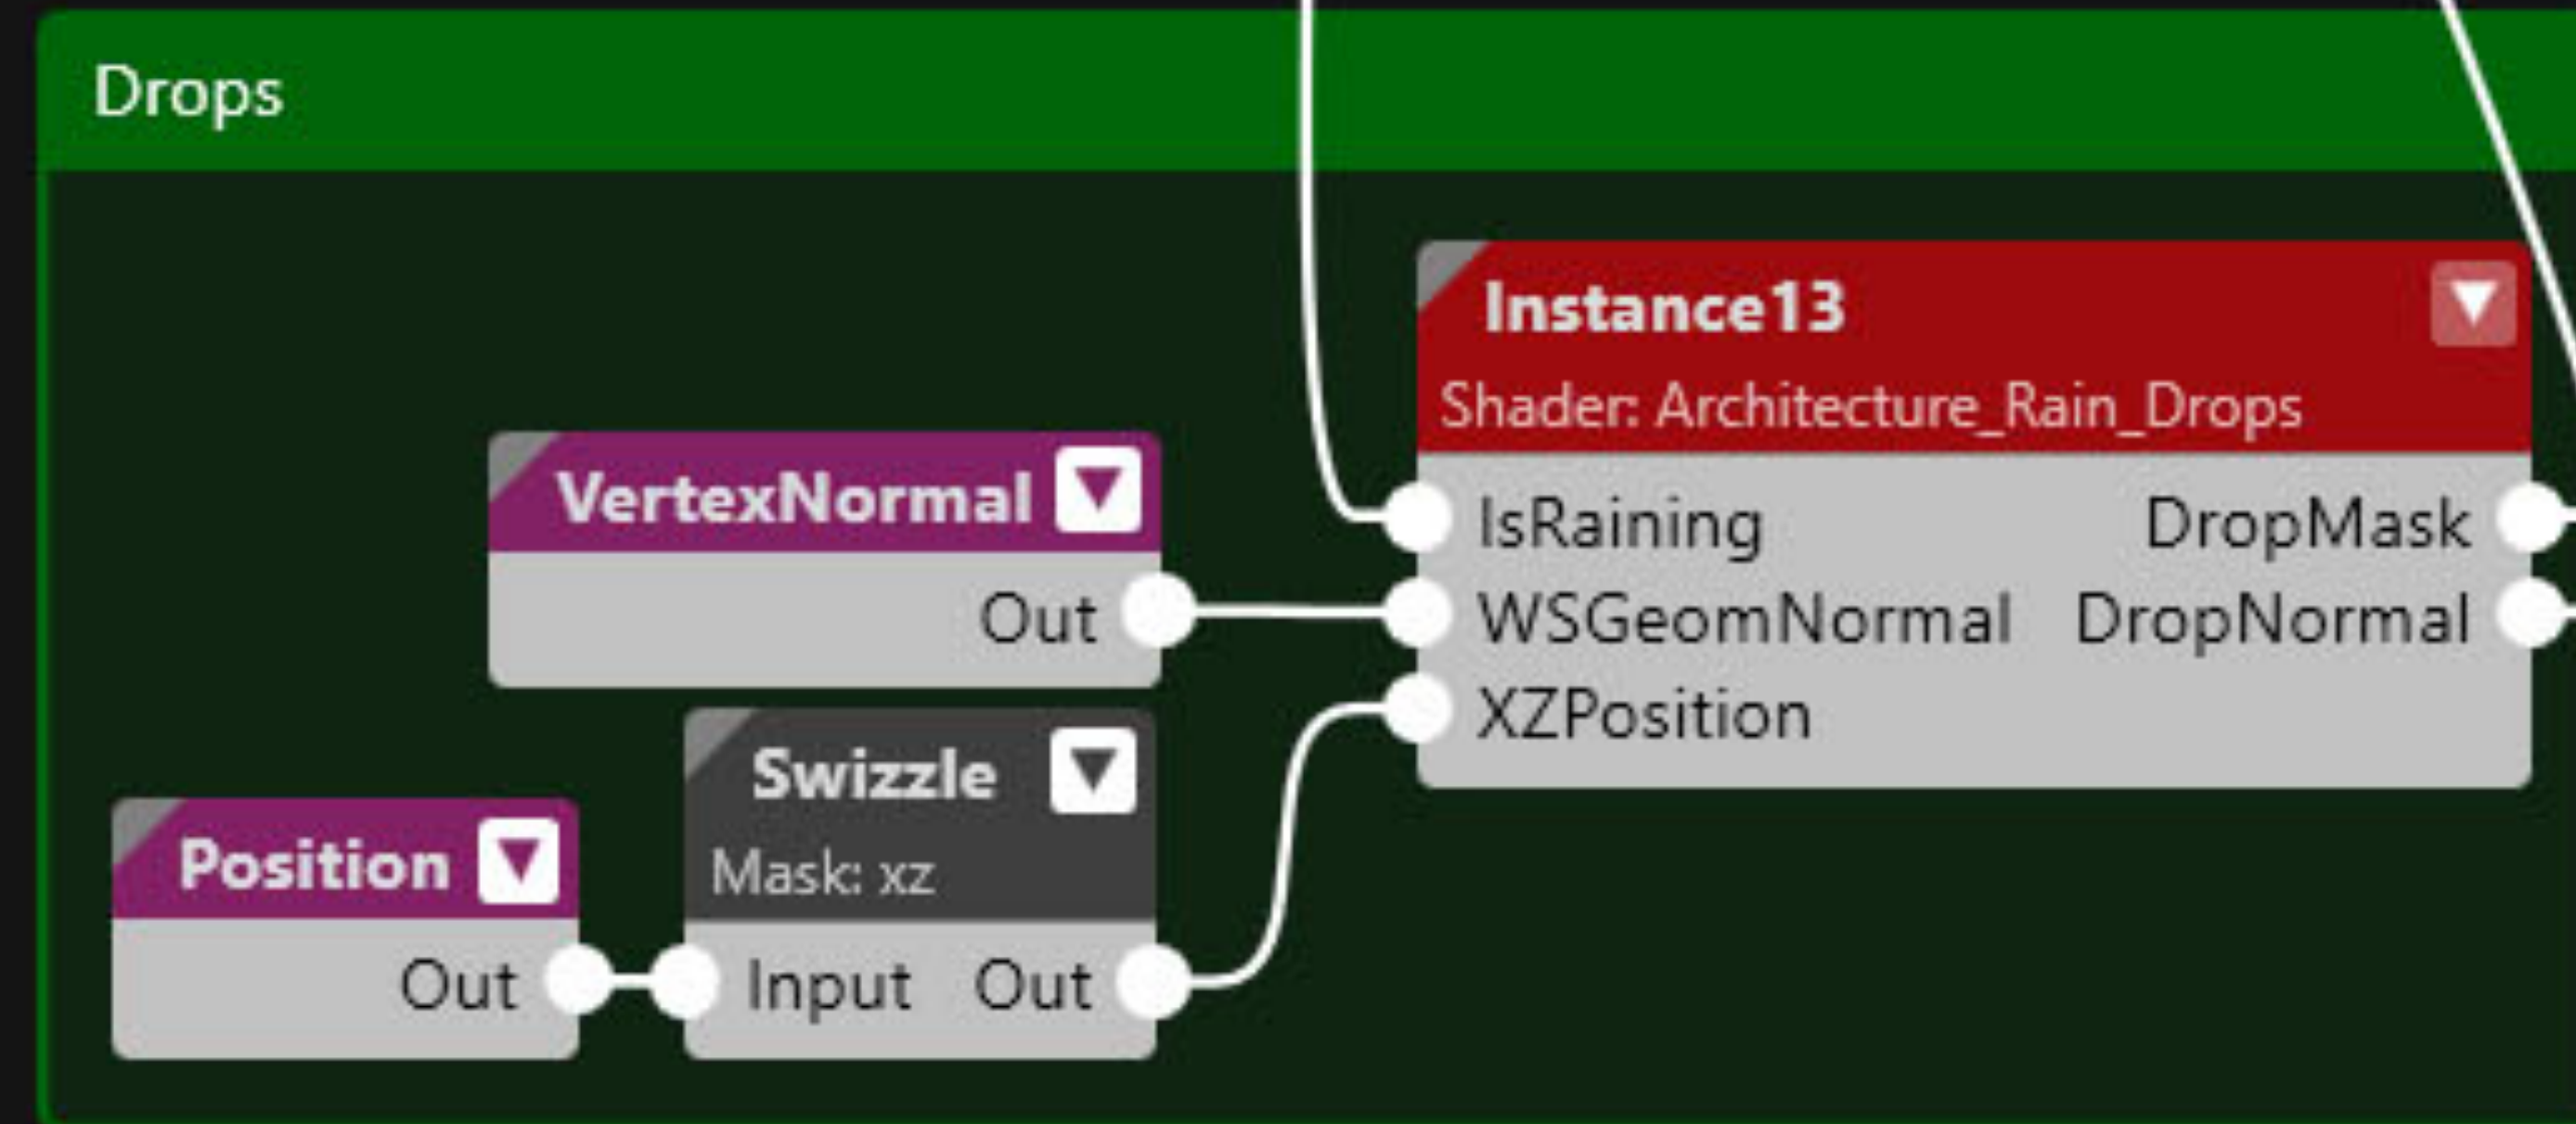 Drops
Instance13
Shader: Architecture_Rain_Drops
IsRaining DropMask
WSGeomNormal DropNormal
XZPosition
VertexNormal
Out
Swizzle
Mask: xz
Input Out
Position
Out